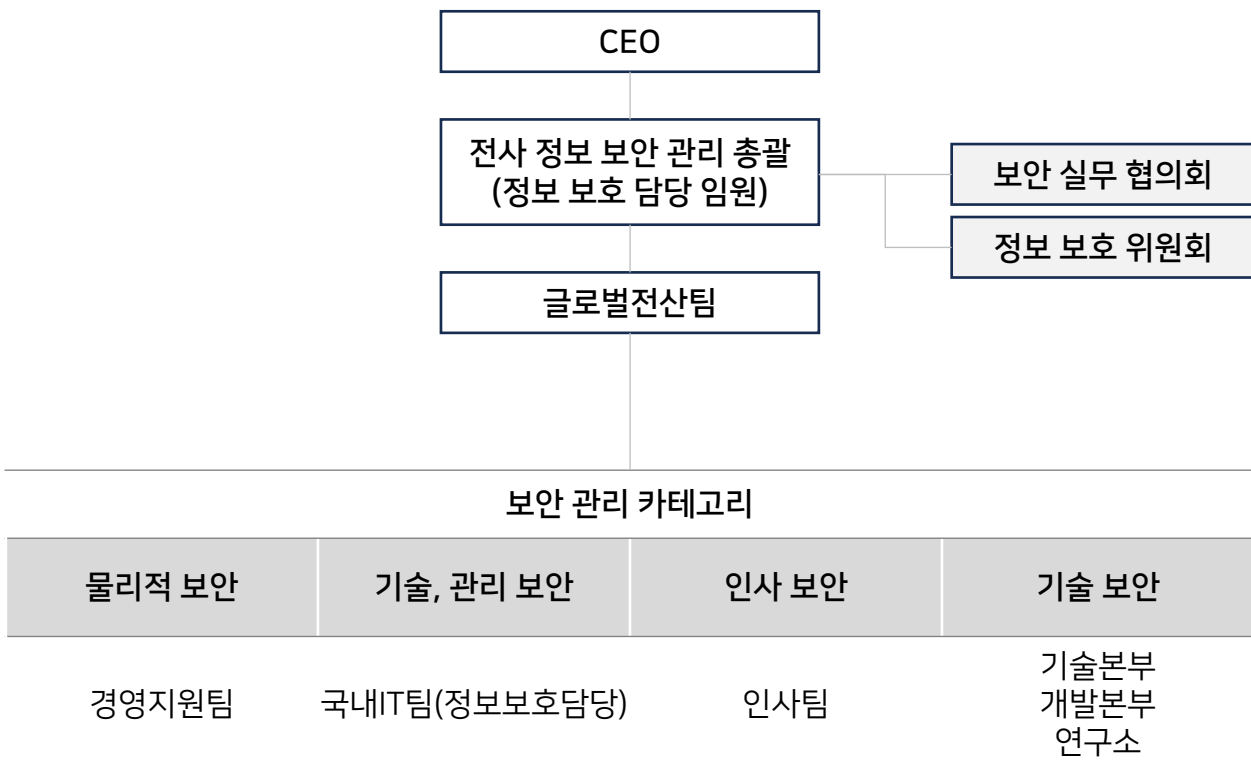 CEO
전사 정보 보안 관리 총괄
(정보 보호 담당 임원)
보안 실무 협의회
정보 보호 위원회
글로벌전산팀
보안 관리 카테고리
물리적 보안
기술, 관리 보안
인사 보안
기술 보안
경영지원팀
국내IT팀(정보보호담당)
인사팀
기술본부
개발본부
연구소